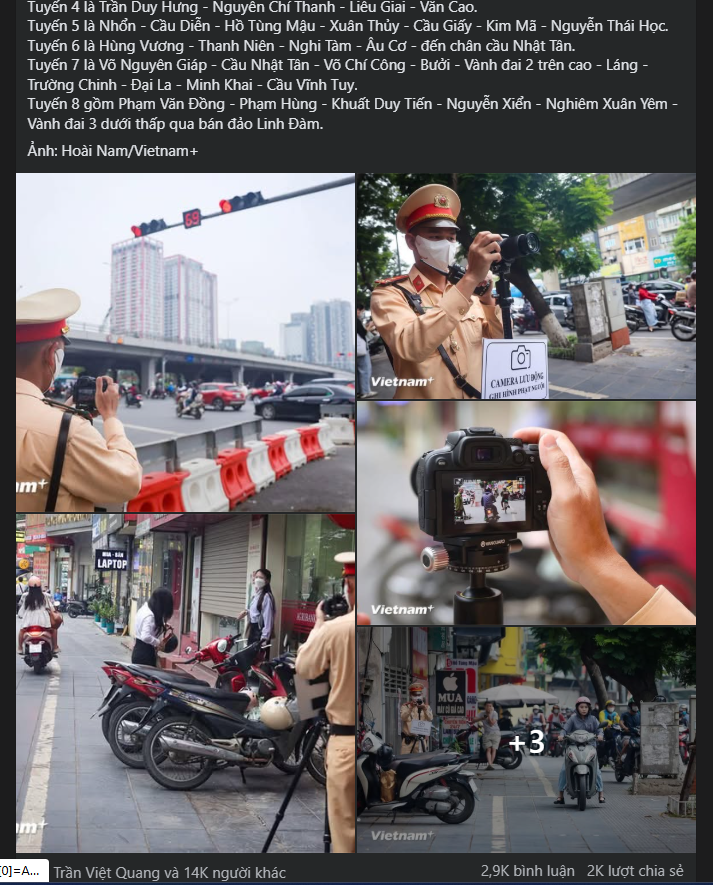 Tuyến 4 là Trần Duy Hưng - Nguyễn Chí Thanh - Liễu Giai - Văn Cao.
Tuyến 5 là Nhổn - Cầu Diễn - Hồ Tùng Mậu - Xuân Thủy - Cầu Giấy - Kim Mã - Nguyễn Thái Học.
Tuyến 6 là Hùng Vương - Thanh Niên - Nghi Tàm - Âu Cơ - đến chân cầu Nhật Tân.
Tuyến 7 là Võ Nguyên Giáp - Cầu Nhật Tân - Võ Chí Công - Bưởi - Vành đai 2 trên cao - Láng -
Trường Chinh - Đại La - Minh Khai - Cầu Vĩnh Tuy.
Tuyến 8 gồm Phạm Văn Đồng - Phạm Hùng - Khuất Duy Tiến - Nguyễn Xiển - Nghiêm Xuân Yêm -
Vành đai 3 dưới thấp qua bán đảo Linh Đàm.
Ảnh: Hoài Nam/Vietnam+
69
CAMERA LƯU ĐỘNG
GHI HÌNH PHẠT NGUỘI
Vietnam+
m+
Vietnam+
MUA - BÁN
LAPTOP
MUA
+3
m+
Vietnam+
[0]=A...
Trần Việt Quang và 14K người khác
2,9K bình luận
2K lượt chia sẻ